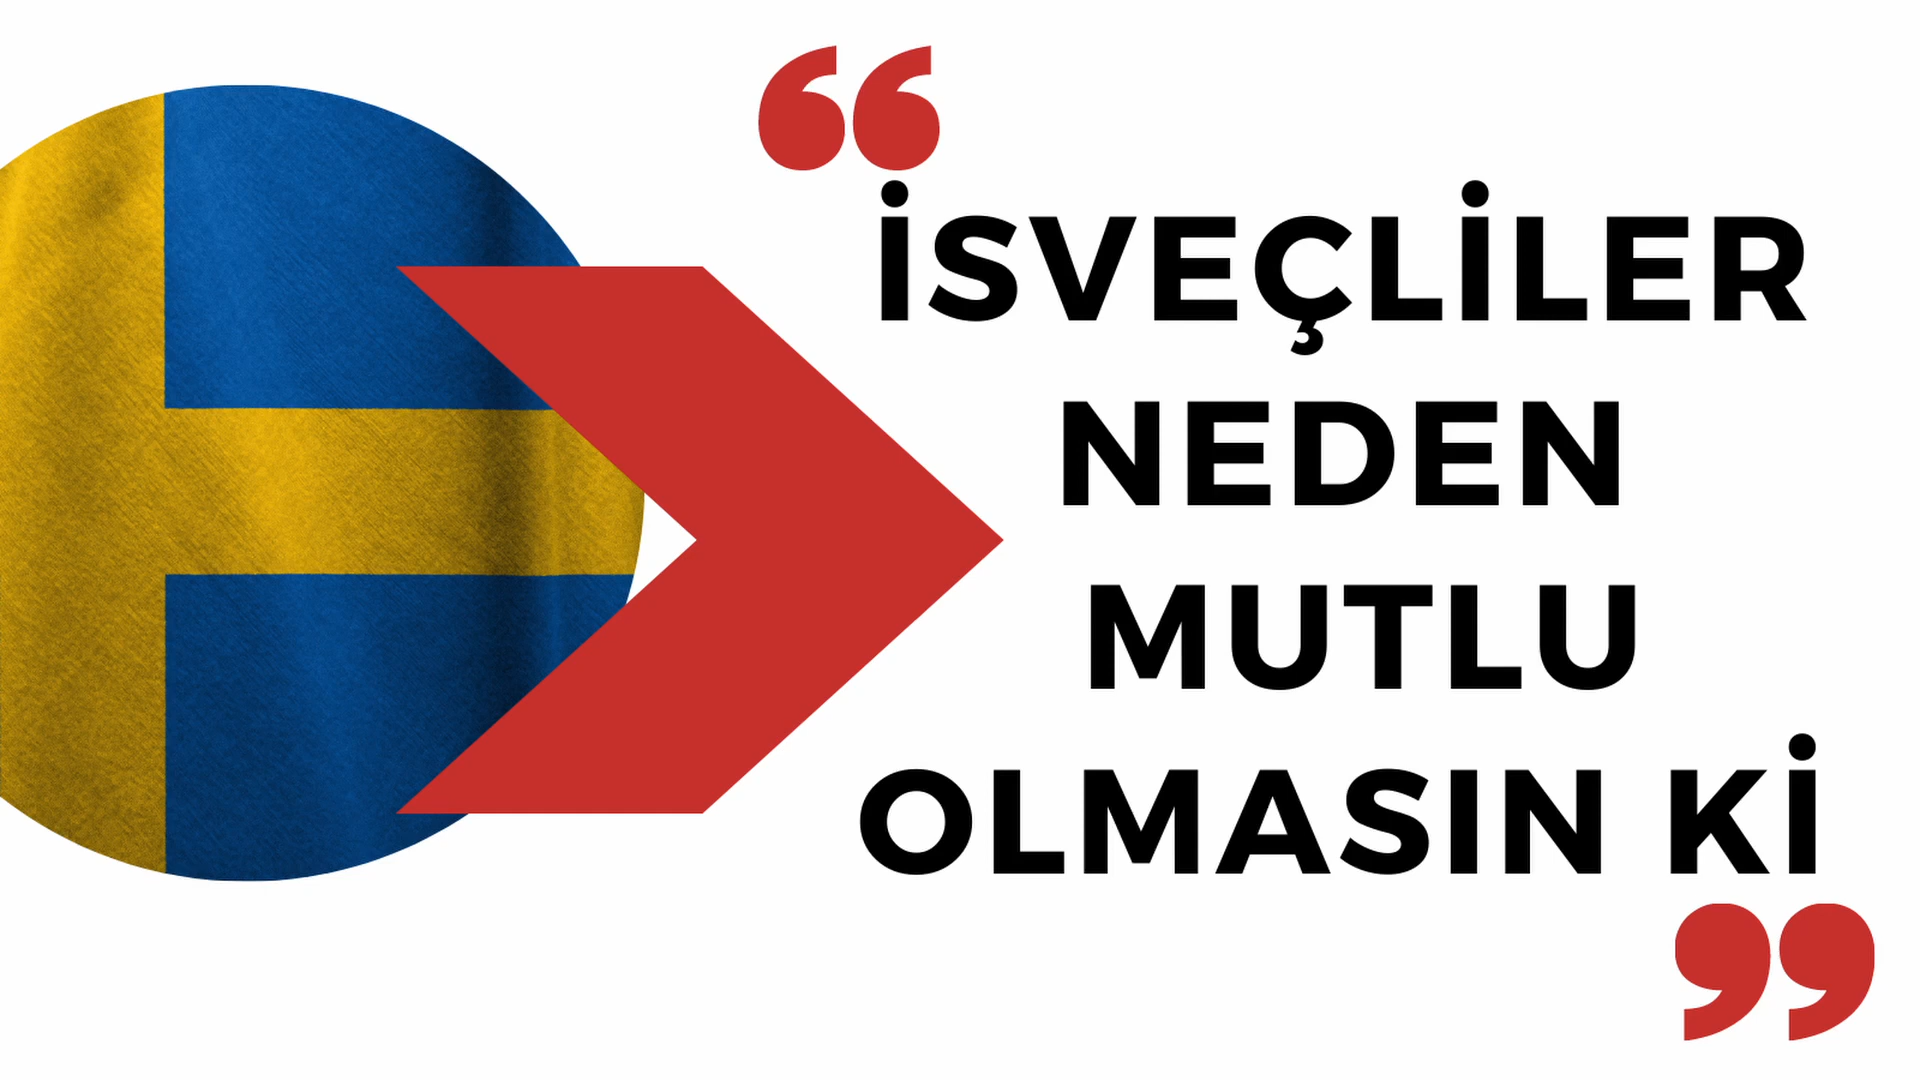 “
İSVEÇLİLER
NEDEN
MUTLU
OLMASIN Kİ
”